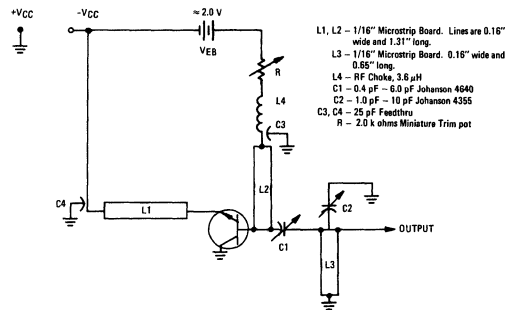 +VCC
-VCC
≈ 2.0 V
VEB
R
L4
C3
L1, L2 – 1/16" Microstrip Board. Lines are 0.16"
wide and 1.31" long.
L3 – 1/16" Microstrip Board. 0.16" wide and
0.65" long.
L4 – RF Choke, 3.6 μH
C1 – 0.4 pF – 6.0 pF Johanson 4640
C2 – 1.0 pF – 10 pF Johanson 4355
C3, C4 – 25 pF Feedthru
R – 2.0 k ohms Miniature Trim pot
C4
L1
L2
C1
C2
OUTPUT
L3